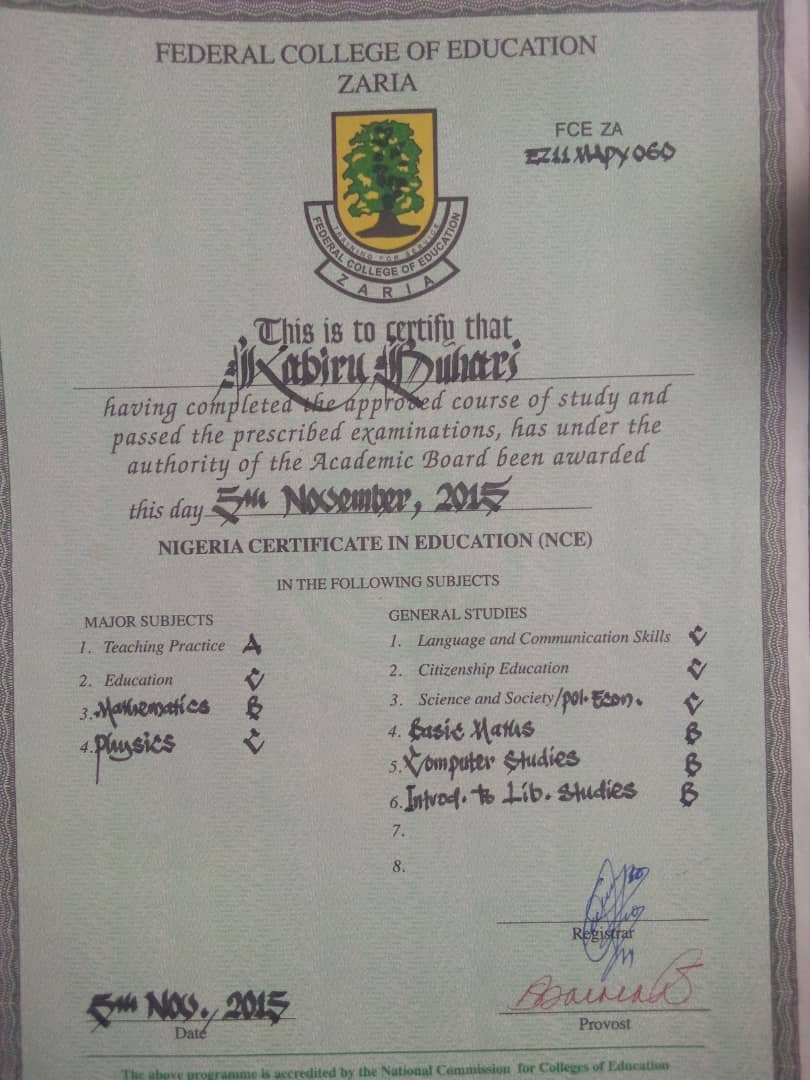 FEDERAL COLLEGE OF EDUCATION
ZARIA
FCE ZA
EZ11 MAPY 060
TRAINING FOR SERVICE
FEDERAL COLLEGE OF EDUCATION
ZARIA
This is to certify that
Kabiru Buhari
having completed the approved course of study and
passed the prescribed examinations, has under the
authority of the Academic Board been awarded
this day 5th November, 2015
NIGERIA CERTIFICATE IN EDUCATION (NCE)
IN THE FOLLOWING SUBJECTS
MAJOR SUBJECTS
1. Teaching Practice A
2. Education C
3. Mathematics B
4. Physics C
GENERAL STUDIES
1. Language and Communication Skills C
2. Citizenship Education C
3. Science and Society/Pol. Econ. C
4. Basic Maths B
5. Computer Studies B
6. Introd. to Lib. Studies B
7.
8.
Registrar
5th Nov., 2015
Date
Provost
The above programme is accredited by the National Commission for Colleges of Education